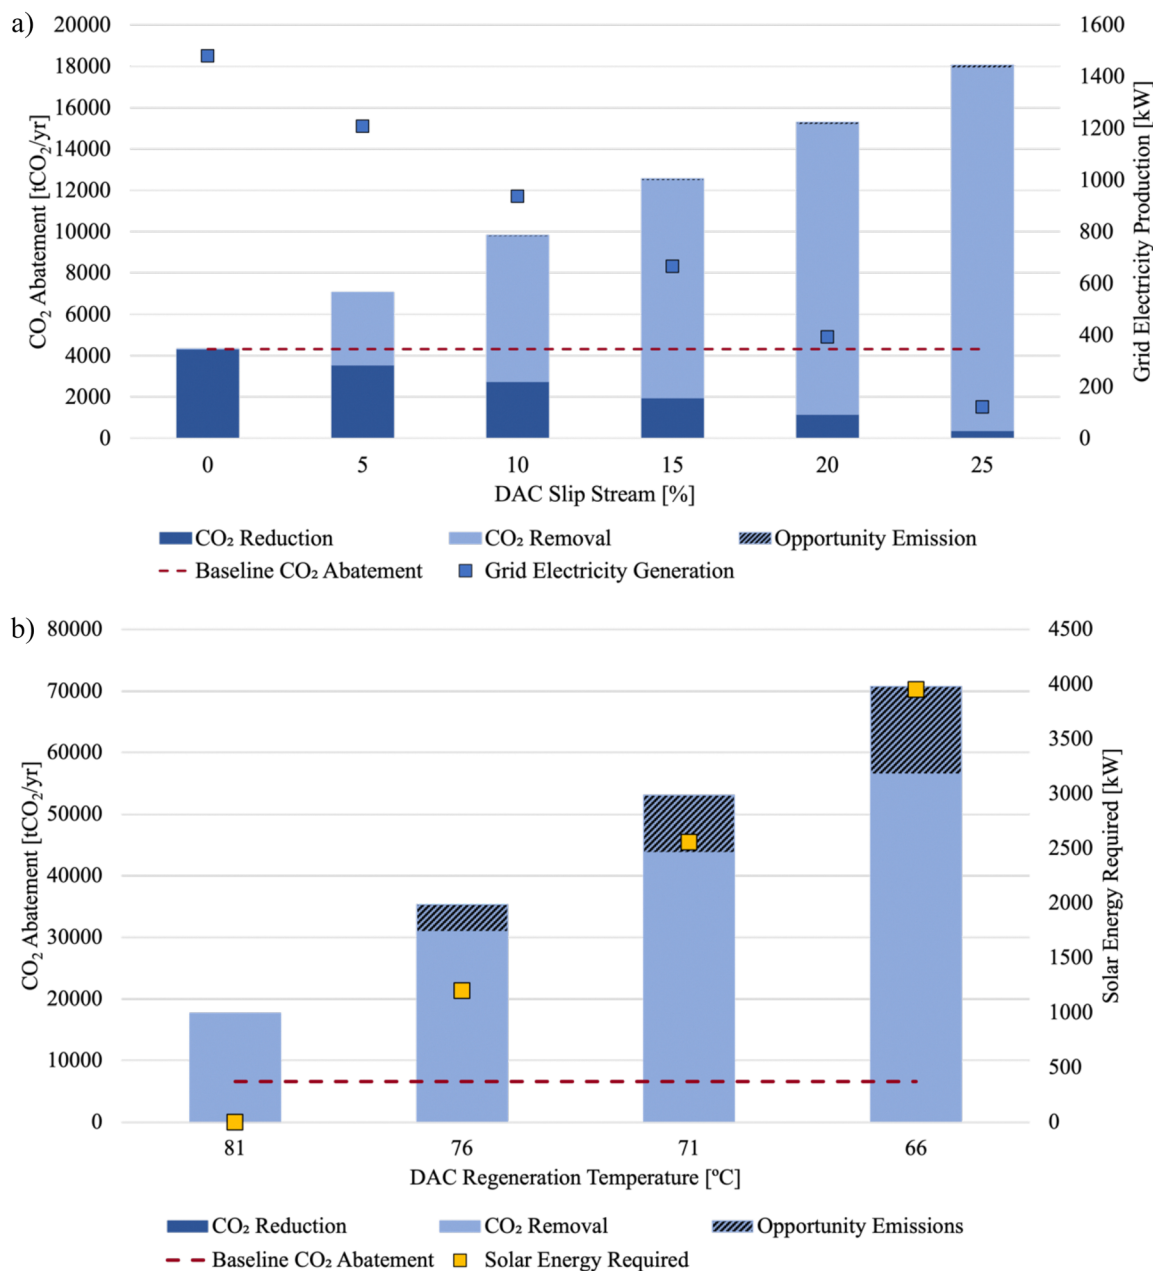 a)
CO₂ Abatement [tCO₂/yr]
20000
18000
16000
14000
12000
10000
8000
6000
4000
2000
0
1600
1400
1200
1000
800
600
400
200
0
Grid Electricity Production [kW]
0 5 10 15 20 25
DAC Slip Stream [%]
CO₂ Reduction CO₂ Removal Opportunity Emission
Baseline CO₂ Abatement Grid Electricity Generation
b)
CO₂ Abatement [tCO₂/yr]
80000
70000
60000
50000
40000
30000
20000
10000
0
4500
4000
3500
3000
2500
2000
1500
1000
500
0
Solar Energy Required [kW]
81 76 71 66
DAC Regeneration Temperature [ºC]
CO₂ Reduction CO₂ Removal Opportunity Emissions
Baseline CO₂ Abatement Solar Energy Required